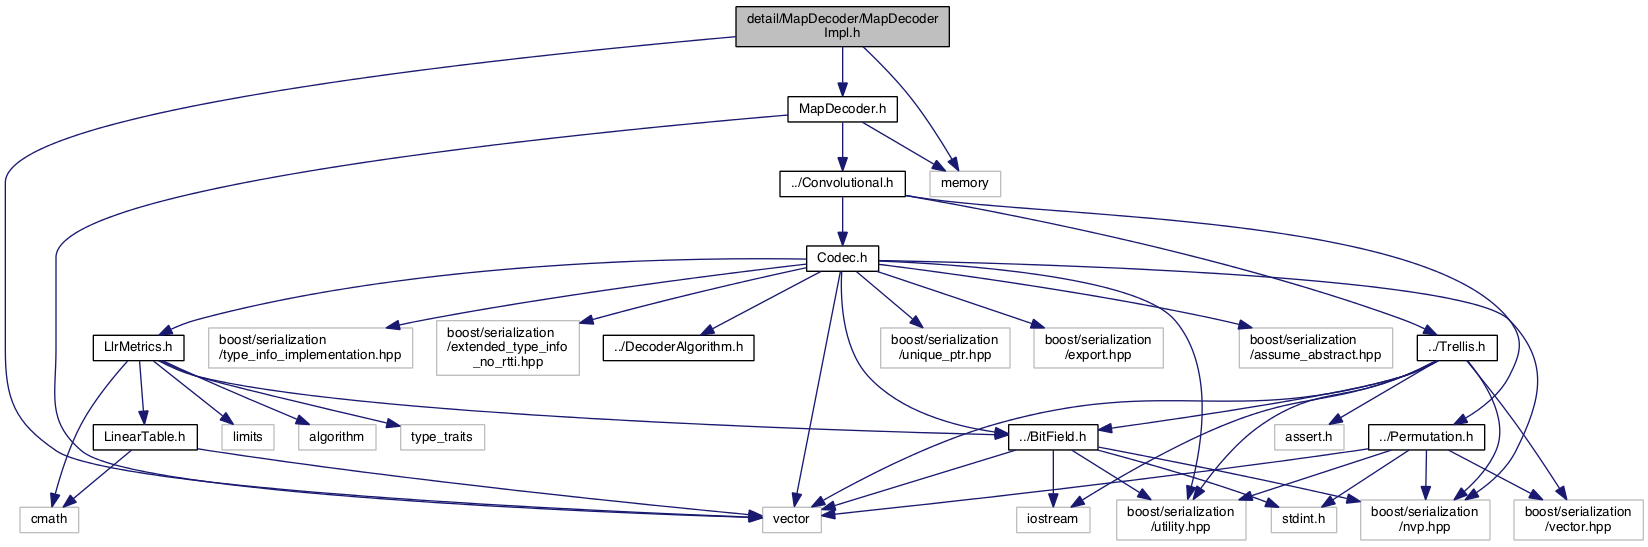 detail/MapDecoder/MapDecoder
Impl.h
MapDecoder.h
../Convolutional.h
memory
Codec.h
LlrMetrics.h
boost/serialization
/type_info_implementation.hpp
boost/serialization
/extended_type_info
_no_rtti.hpp
../DecoderAlgorithm.h
boost/serialization
/unique_ptr.hpp
boost/serialization
/export.hpp
boost/serialization
/assume_abstract.hpp
../Trellis.h
LinearTable.h
limits
algorithm
type_traits
../BitField.h
assert.h
../Permutation.h
cmath
vector
iostream
boost/serialization
/utility.hpp
stdint.h
boost/serialization
/nvp.hpp
boost/serialization
/vector.hpp